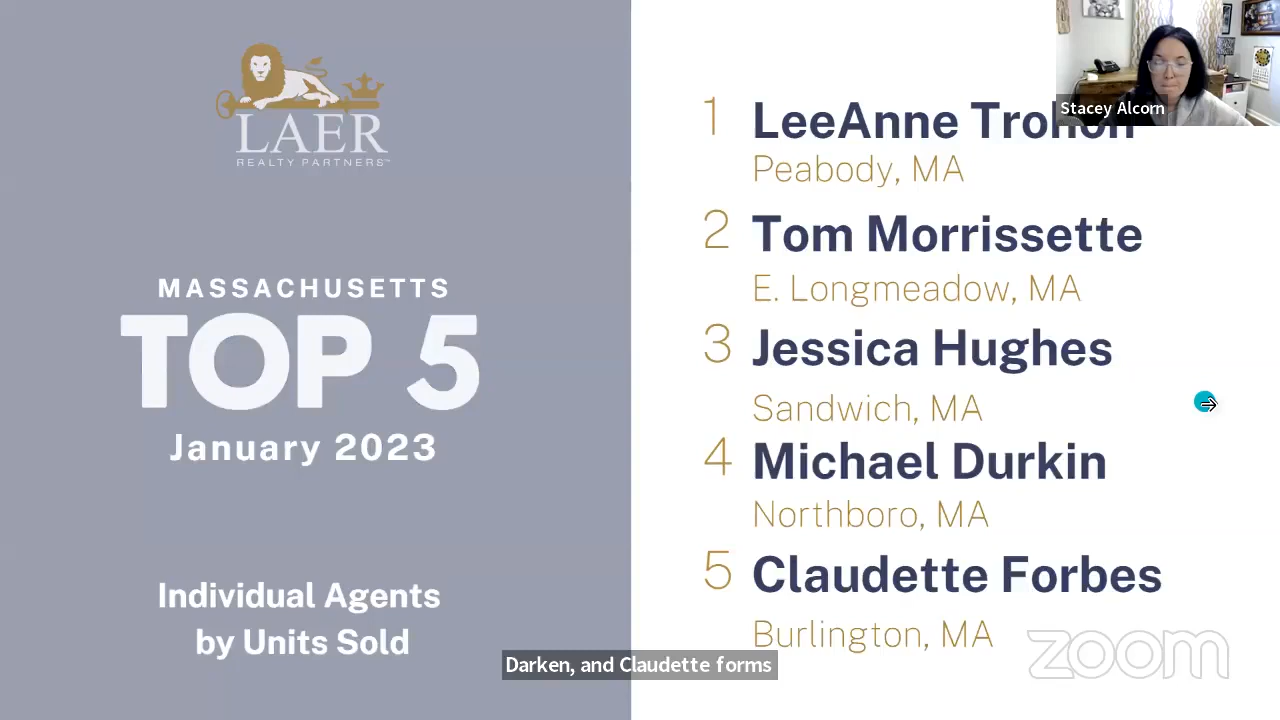 LAER
REALTY PARTNERS™
MASSACHUSETTS
TOP 5
January 2023
Individual Agents
by Units Sold
1 LeeAnne
Peabody, MA
2 Tom Morrissette
E. Longmeadow, MA
3 Jessica Hughes
Sandwich, MA
4 Michael Durkin
Northboro, MA
5 Claudette Forbes
Burlington, MA
Stacey Alcorn
Darken, and Claudette forms
zoom